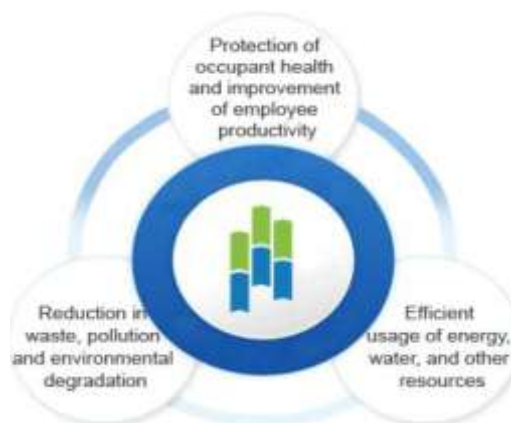 Protection of
occupant health
and improvement
of employee
productivity
Reduction in
waste, pollution
and environmental
degradation
Efficient
usage of energy,
water, and other
resources